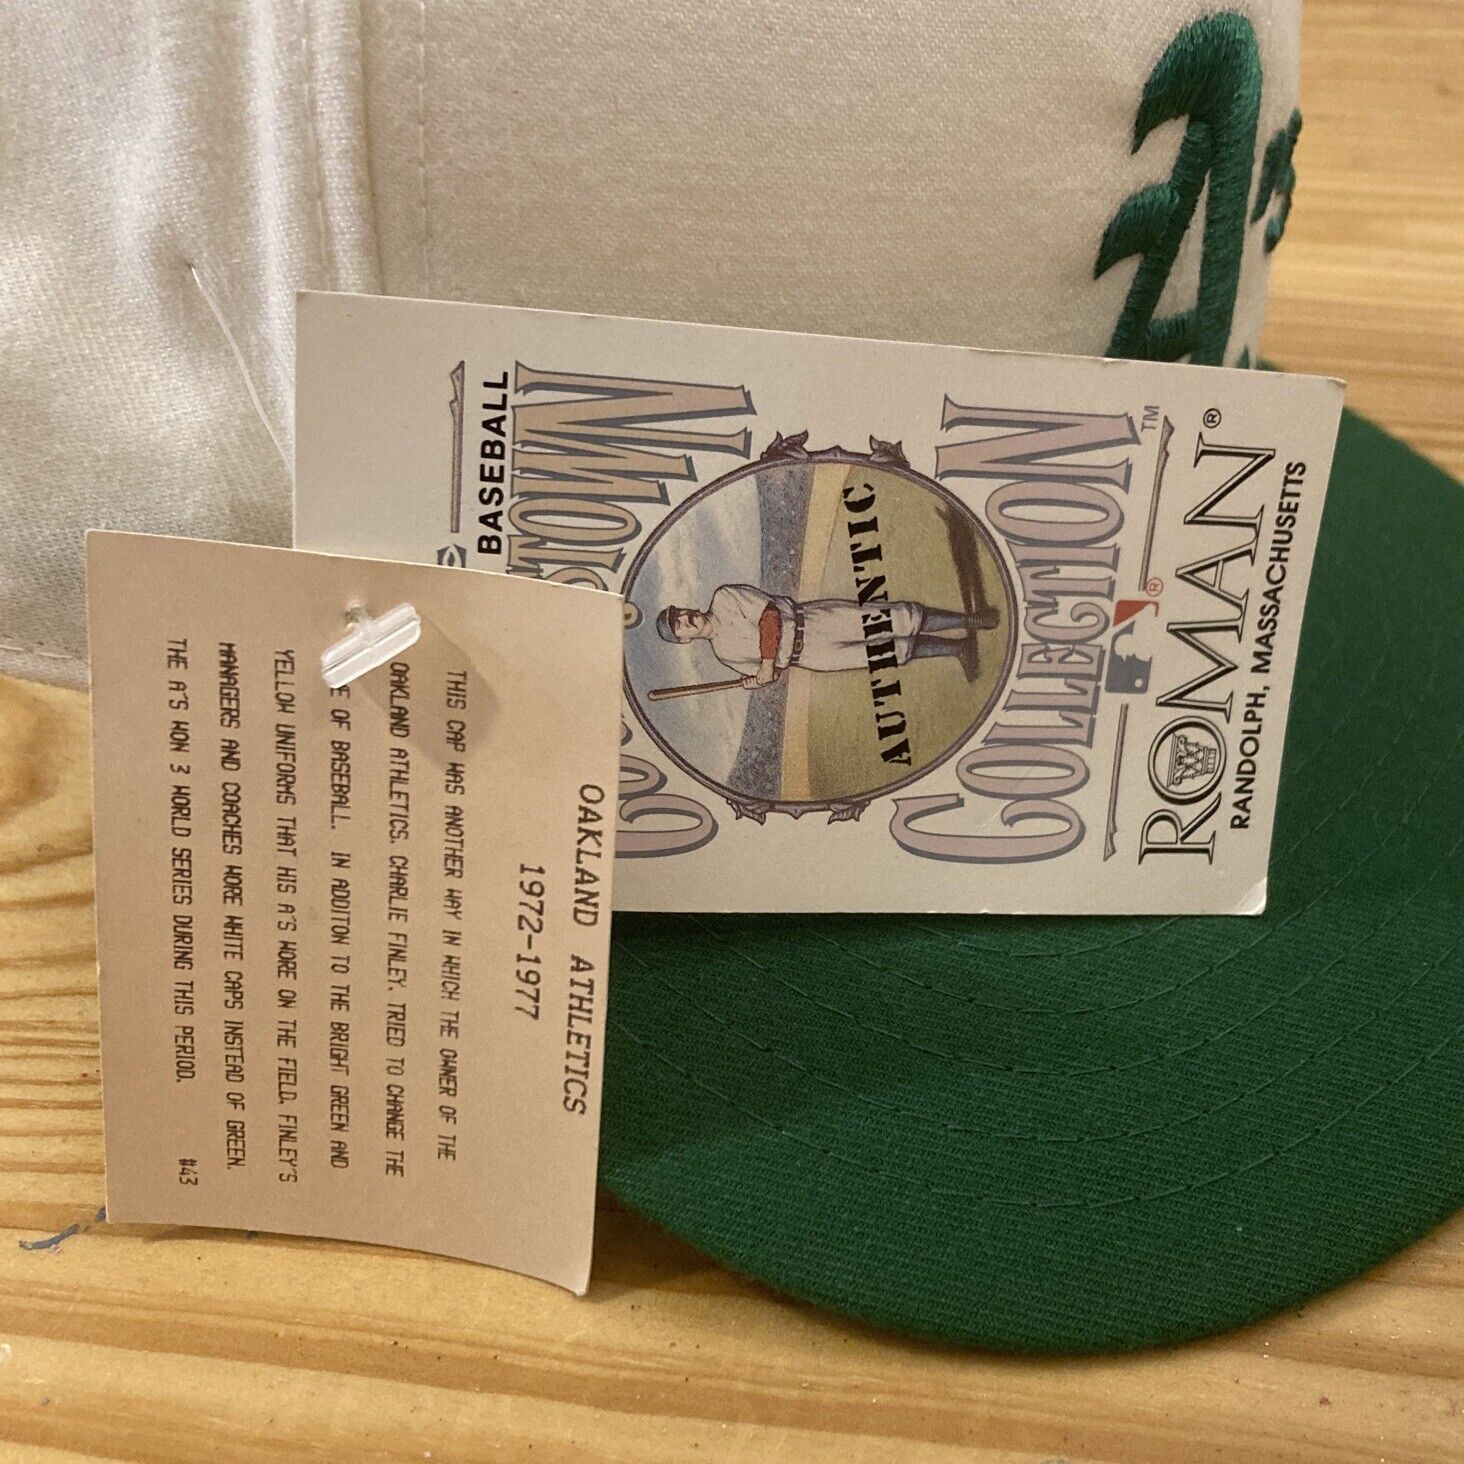 A's
BASEBALL
COLLECTION™
AUTHENTIC
ROMAN®
RANDOLPH, MASSACHUSETTS
OAKLAND ATHLETICS
1972-1977
THIS CAP WAS ANOTHER WAY IN WHICH THE OWNER OF THE
OAKLAND ATHLETICS, CHARLIE FINLEY, TRIED TO CHANGE THE
OF BASEBALL. IN ADDITON TO THE BRIGHT GREEN AND
YELLOW UNIFORMS THAT HIS A'S WORE ON THE FIELD, FINLEY'S
MANAGERS AND COACHES WORE WHITE CAPS INSTEAD OF GREEN.
THE A'S WON 3 WORLD SERIES DURING THIS PERIOD. #43